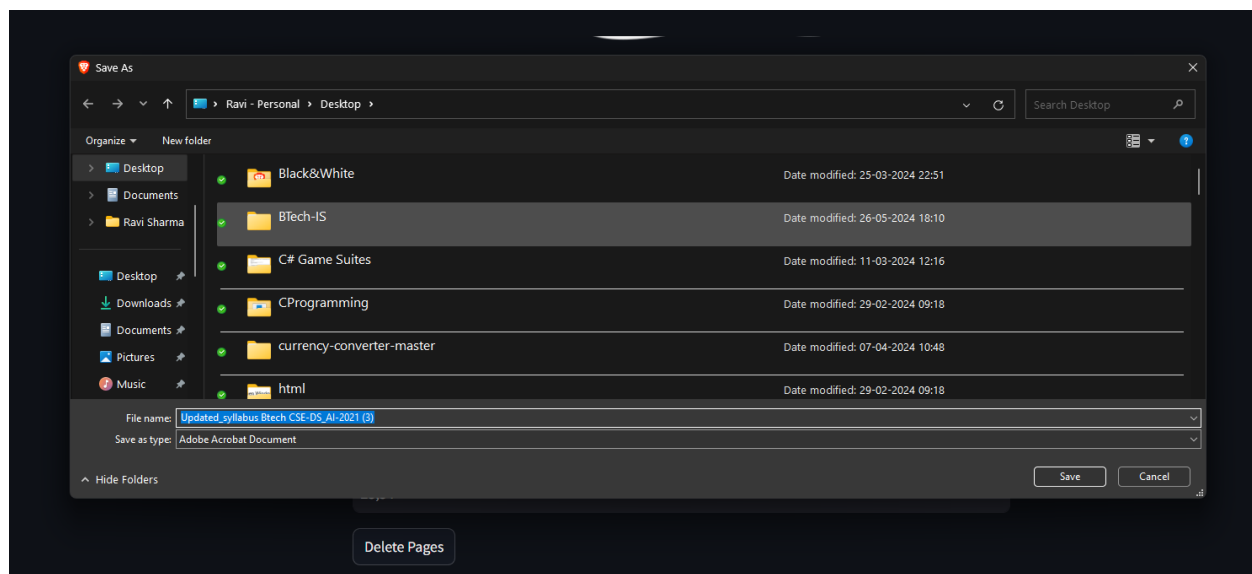 Save As
Ravi - Personal > Desktop >
Search Desktop
Organize
New folder
Desktop
Documents
Ravi Sharma
Desktop
Downloads
Documents
Pictures
Music
Black&White Date modified: 25-03-2024 22:51
BTech-IS Date modified: 26-05-2024 18:10
C# Game Suites Date modified: 11-03-2024 12:16
CProgramming Date modified: 29-02-2024 09:18
currency-converter-master Date modified: 07-04-2024 10:48
html Date modified: 29-02-2024 09:18
File name: Updated_syllabus Btech CSE-DS_AI-2021 (3)
Save as type: Adobe Acrobat Document
Hide Folders
Save
Cancel
Delete Pages